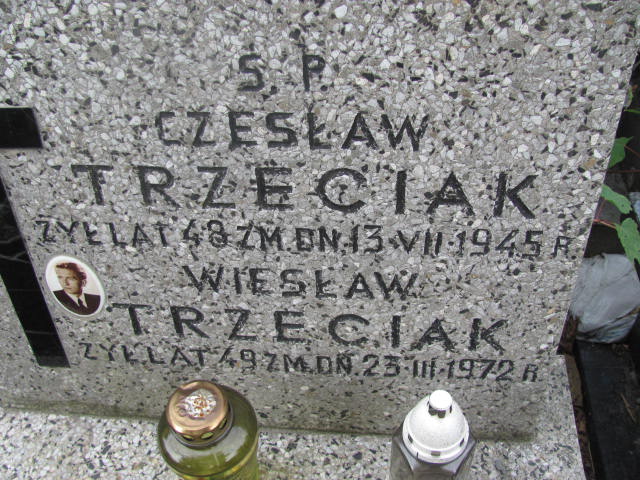 Ś. P.
CZESŁAW
TRZECIAK
ŻYŁ LAT 48 ZM. DN. 13 VII 1945 R.
WIESŁAW
TRZECIAK
ŻYŁ LAT 49 ZM. DN. 23 III 1972 R